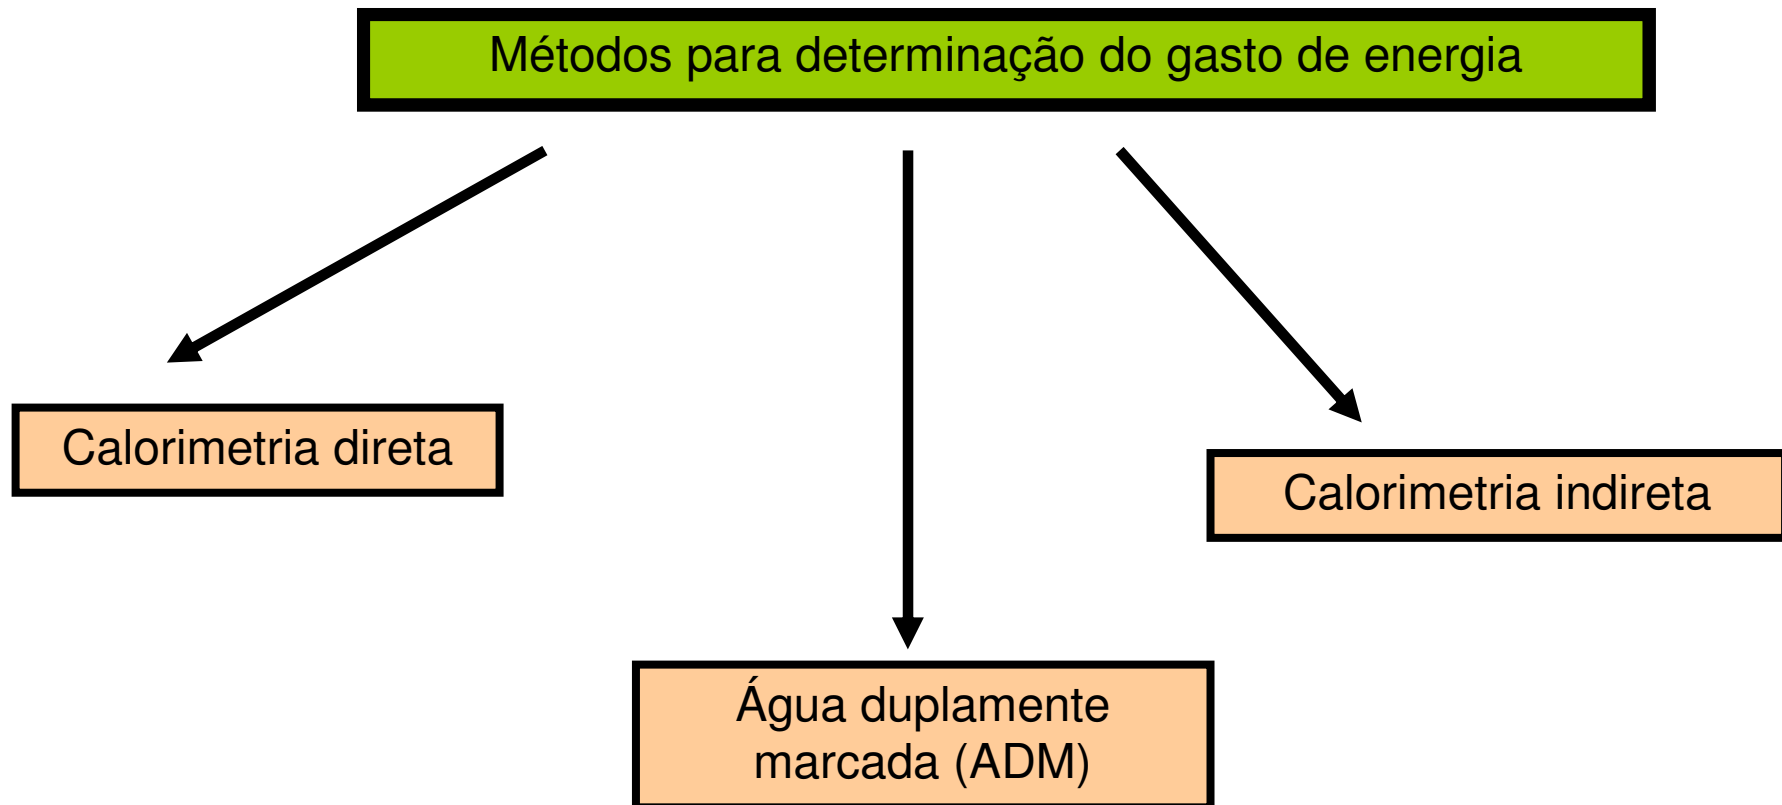 Métodos para determinação do gasto de energia
Calorimetria direta
Calorimetria indireta
Água duplamente
marcada (ADM)